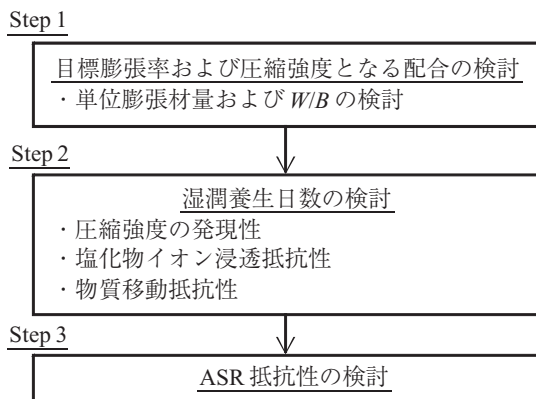 Step 1
目標膨張率および圧縮強度となる配合の検討
・単位膨張材量および W/B の検討
Step 2
湿潤養生日数の検討
・圧縮強度の発現性
・塩化物イオン浸透抵抗性
・物質移動抵抗性
Step 3
ASR 抵抗性の検討